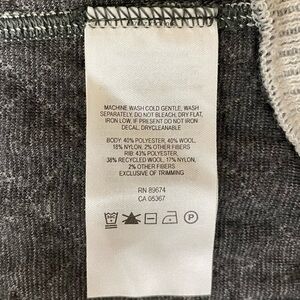 MACHINE WASH COLD GENTLE, WASH
SEPARATELY, DO NOT BLEACH, DRY FLAT,
IRON LOW, IF PRESENT DO NOT IRON
DECAL, DRYCLEANABLE
BODY: 40% POLYESTER, 40% WOOL,
18% NYLON, 2% OTHER FIBERS
RIB: 43% POLYESTER,
38% RECYCLED WOOL, 17% NYLON,
2% OTHER FIBERS
EXCLUSIVE OF TRIMMING
RN 89674
CA 05367
P